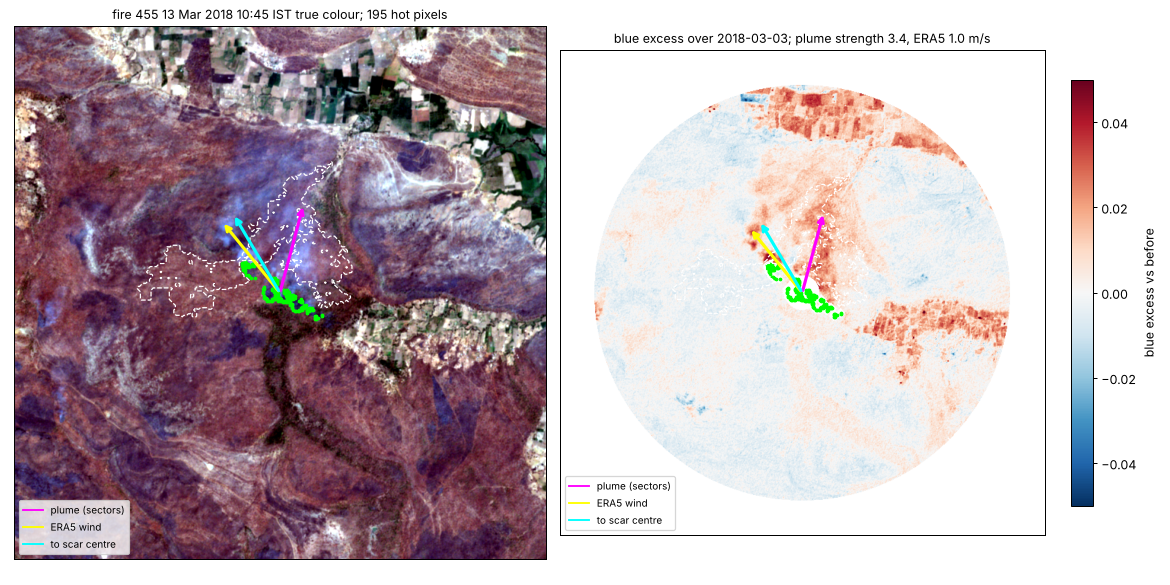 fire 455 13 Mar 2018 10:45 IST true colour; 195 hot pixels
plume (sectors)
ERA5 wind
to scar centre
blue excess over 2018-03-03; plume strength 3.4, ERA5 1.0 m/s
plume (sectors)
ERA5 wind
to scar centre
0.04
0.02
0.00
−0.02
−0.04
blue excess vs before